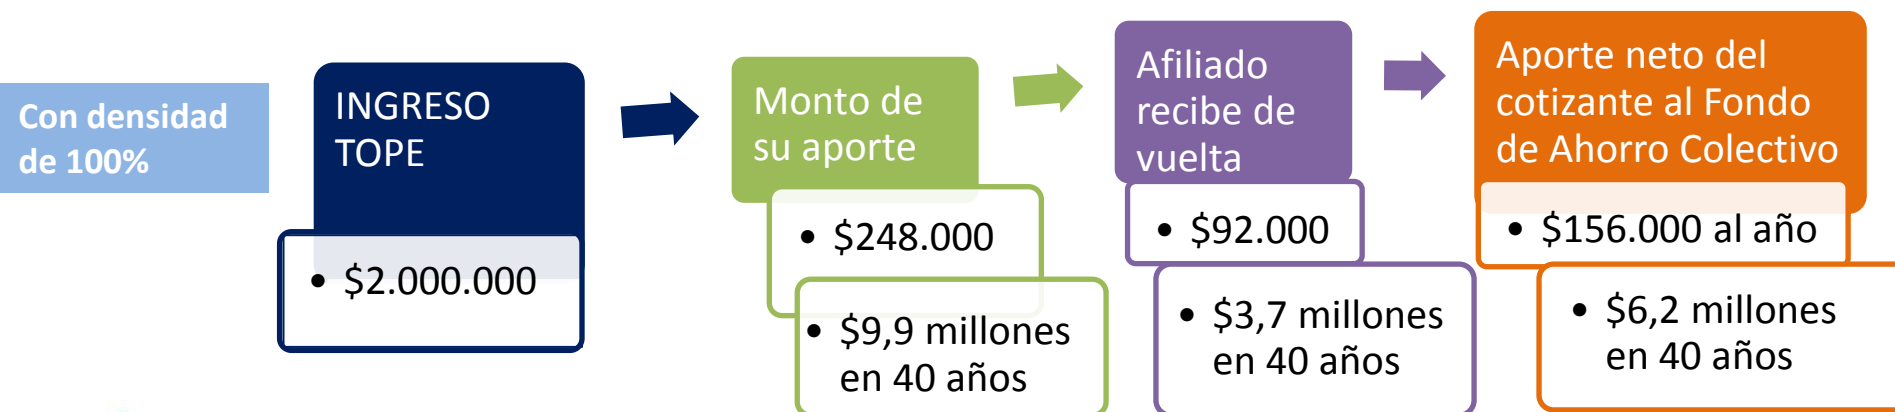 Con densidad
de 100%
INGRESO
TOPE
• $2.000.000
Monto de
su aporte
• $248.000
• $9,9 millones
en 40 años
Afiliado
recibe de
vuelta
• $92.000
• $3,7 millones
en 40 años
Aporte neto del
cotizante al Fondo
de Ahorro Colectivo
• $156.000 al año
• $6,2 millones
en 40 años